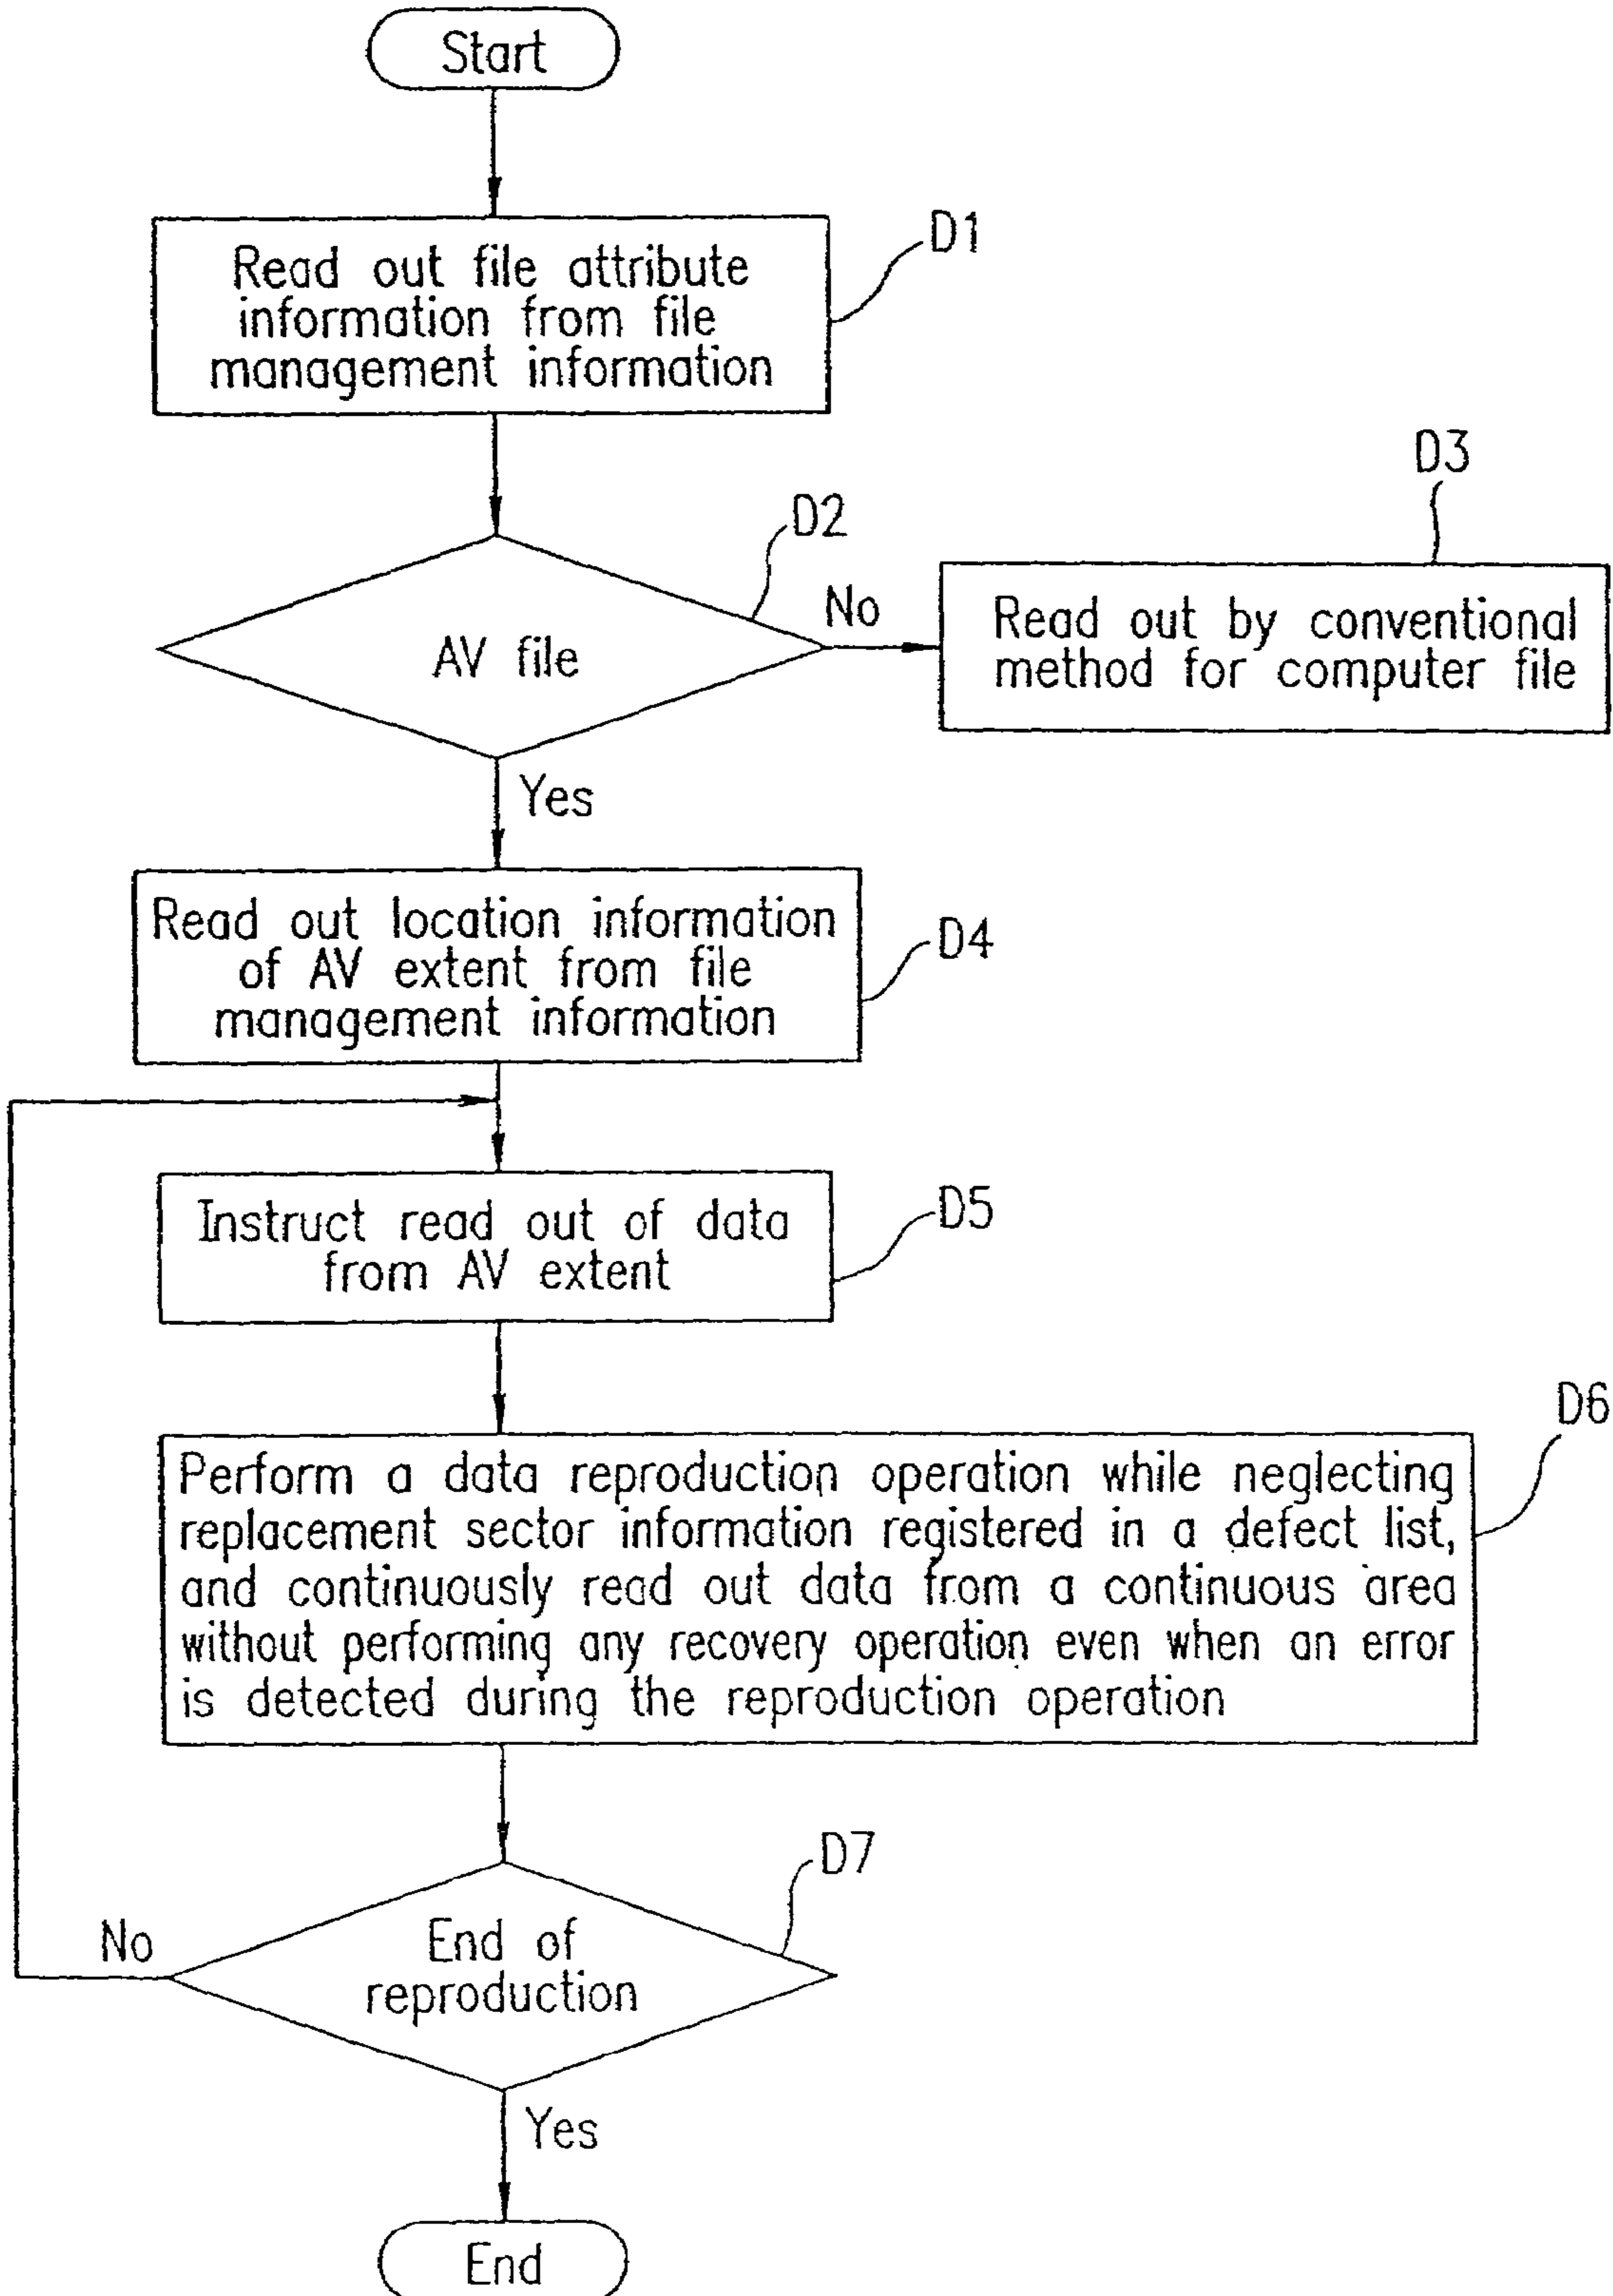 Start
Read out file attribute
information from file
management information
D1
AV file
D2
No
D3
Read out by conventional
method for computer file
Yes
Read out location information
of AV extent from file
management information
D4
Instruct read out of data
from AV extent
D5
D6
Perform a data reproduction operation while neglecting
replacement sector information registered in a defect list,
and continuously read out data from a continuous area
without performing any recovery operation even when an error
is detected during the reproduction operation
D7
No
End of
reproduction
Yes
End